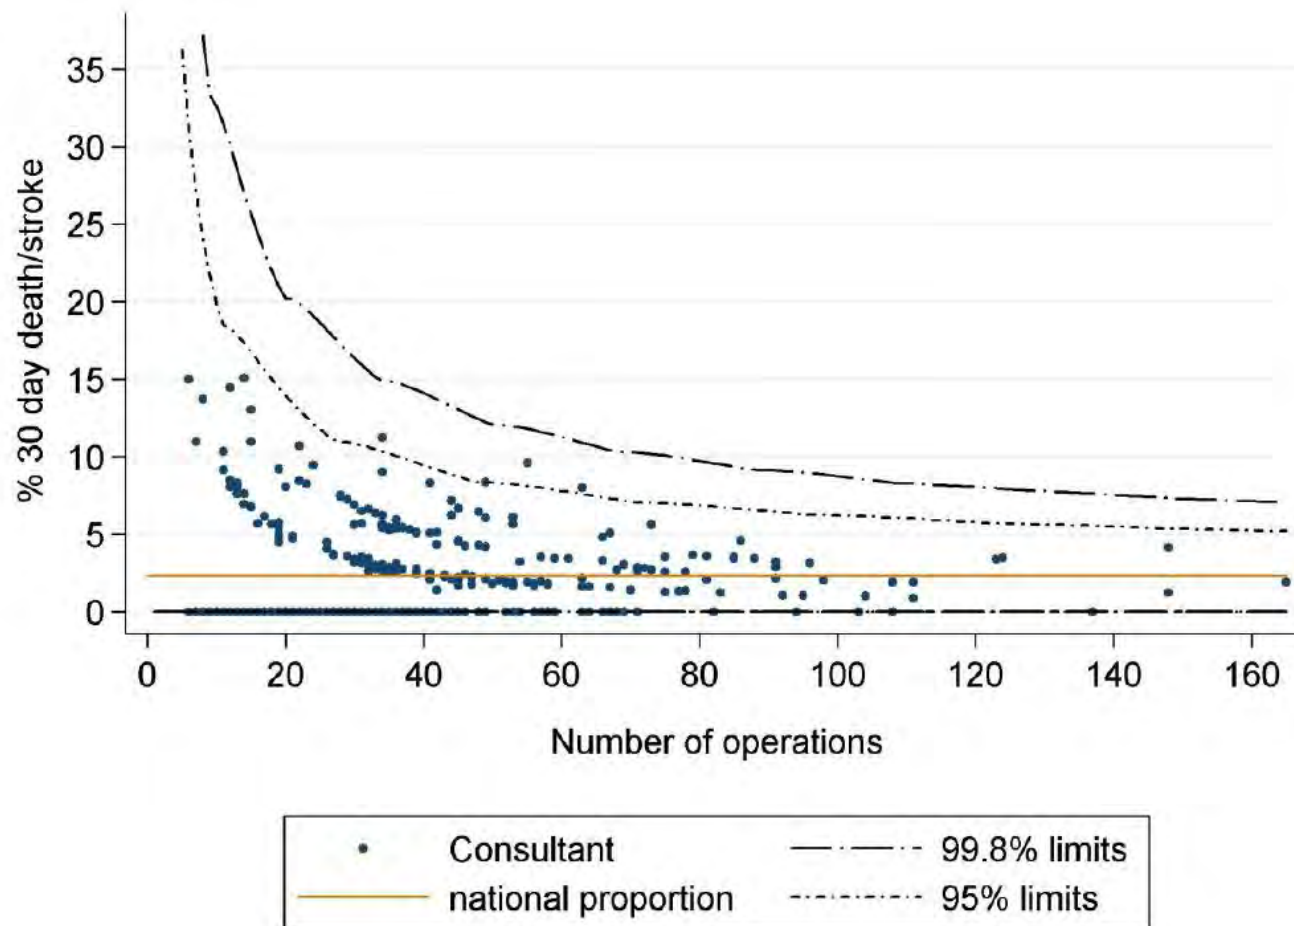 % 30 day death/stroke
35
30
25
20
15
10
5
0
0 20 40 60 80 100 120 140 160
Number of operations
Consultant 99.8% limits
national proportion 95% limits